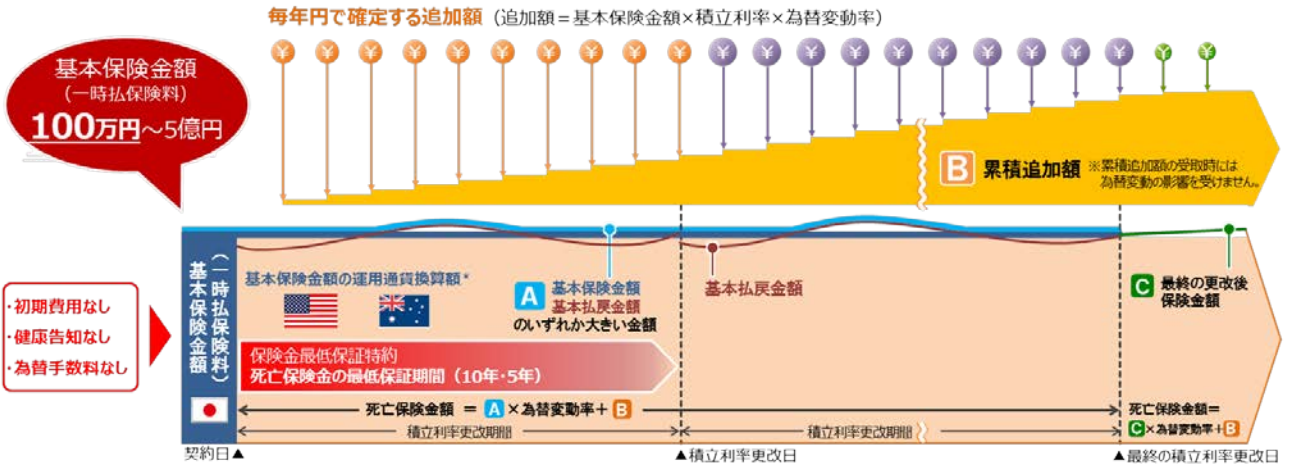 毎年円で確定する追加額（追加額＝基本保険金額×積立利率×為替変動率）
¥ ¥ ¥ ¥ ¥ ¥ ¥ ¥ ¥ ¥ ¥ ¥ ¥ ¥ ¥ ¥ ¥ ¥ ¥ ¥ ¥ ¥
基本保険金額
（一時払保険料）
100万円～5億円
B 累積追加額 ※累積追加額の受取時には
為替変動の影響を受けません。
・初期費用なし
・健康告知なし
・為替手数料なし
基本保険金額
（一時払保険料）
基本保険金額の運用通貨換算額*
A 基本保険金額
基本払戻金額
のいずれか大きい金額
基本払戻金額
C 最終の更改後
保険金額
保険金最低保証特約
死亡保険金の最低保証期間（10年・5年）
死亡保険金額 ＝ A×為替変動率＋B
死亡保険金額＝
C×為替変動率＋B
積立利率更改期間
積立利率更改期間
契約日▲
▲積立利率更改日
▲最終の積立利率更改日